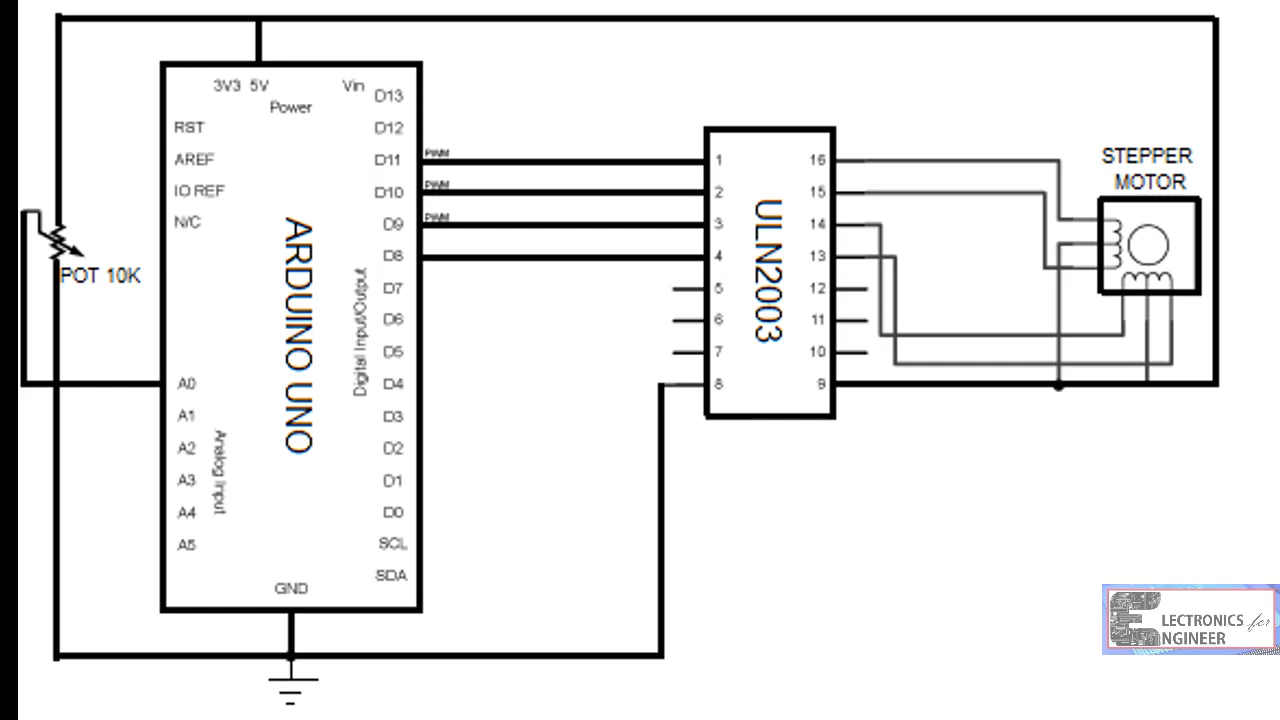 3V3 5V Vin
Power
D13
RST D12
AREF D11 PWM
IO REF D10 PWM
N/C D9 PWM
D8
D7
D6
D5
A0 D4
A1 D3
A2 D2
A3 D1
A4 D0
A5 SCL
SDA
GND
ARDUINO UNO
Digital Input/Output
Analog Input
POT 10K
1 16
2 15
3 14
4 13
5 12
6 11
7 10
8 9
ULN2003
STEPPER
MOTOR
ELECTRONICS for
ENGINEER